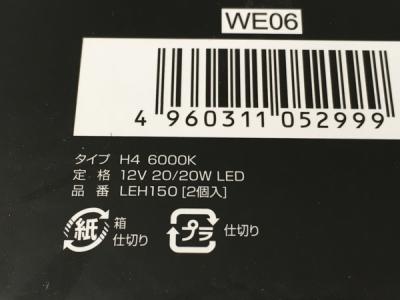 WE06
4 960311 052999
タイプ H4 6000K
定格 12V 20/20W LED
品番 LEH150 [2個入]
紙 箱 仕切り
プラ 仕切り